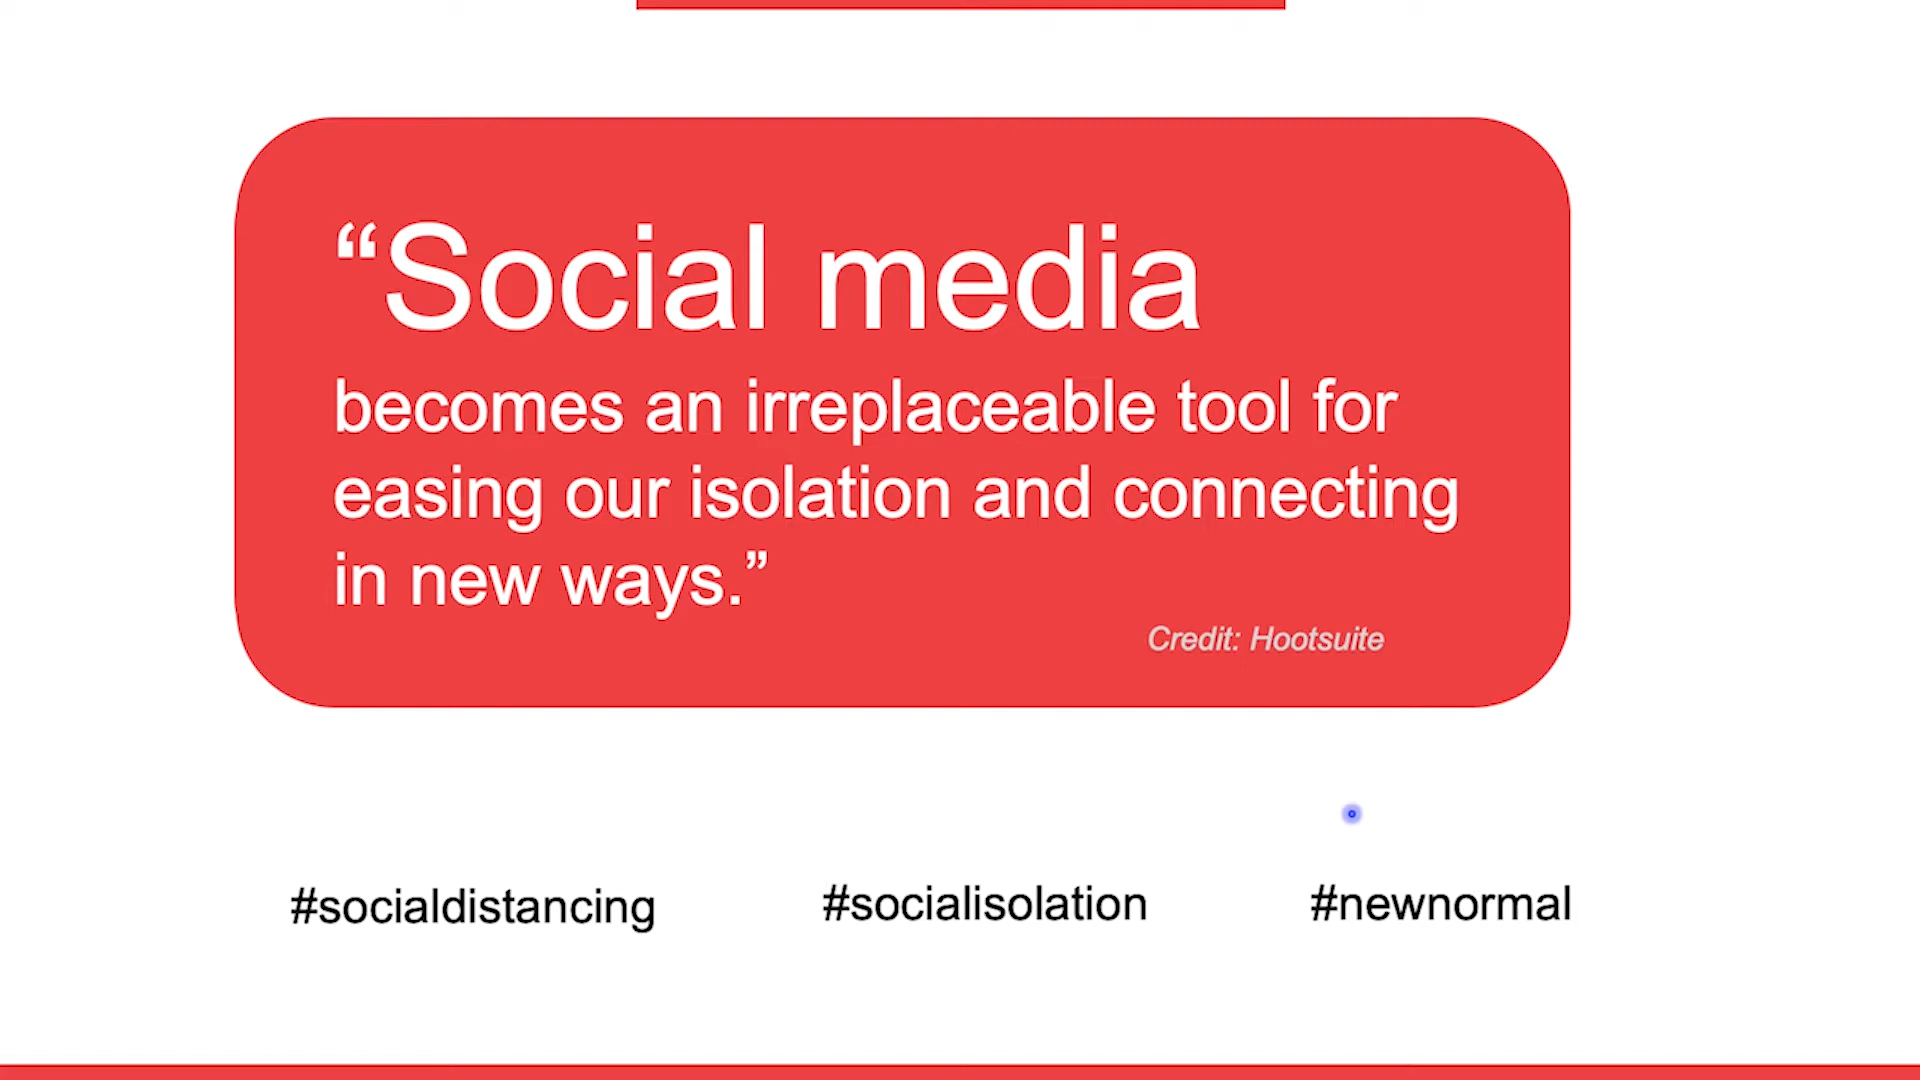 “Social media
becomes an irreplaceable tool for
easing our isolation and connecting
in new ways.”
Credit: Hootsuite
#socialdistancing #socialisolation #newnormal